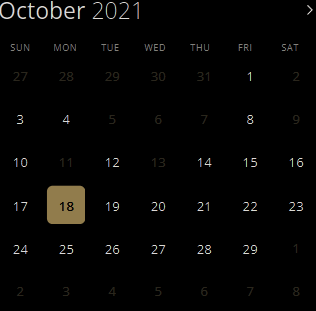 October 2021 >
SUN MON TUE WED THU FRI SAT
27 28 29 30 31 1 2
3 4 5 6 7 8 9
10 11 12 13 14 15 16
17 18 19 20 21 22 23
24 25 26 27 28 29 1
2 3 4 5 6 7 8